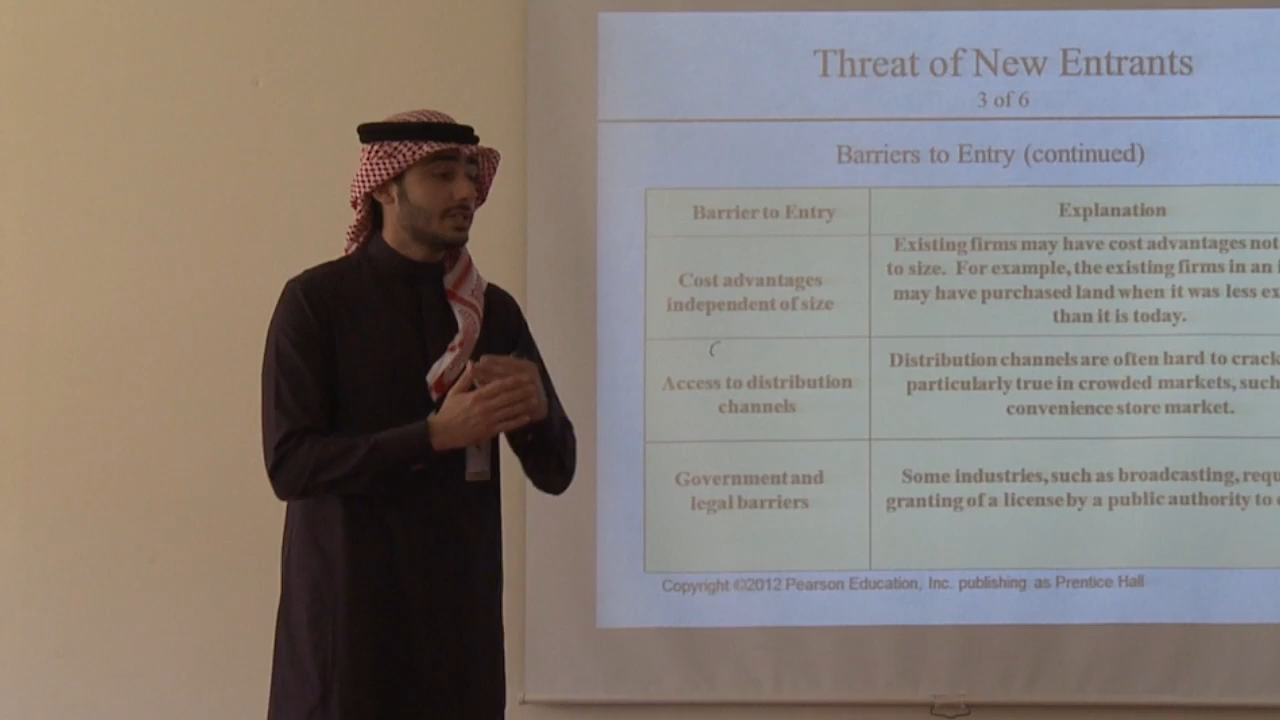 Threat of New Entrants
3 of 6
Barriers to Entry (continued)
Barrier to Entry
Explanation
Cost advantages
independent of size
Existing firms may have cost advantages not
to size. For example, the existing firms in an
may have purchased land when it was less
than it is today.
Access to distribution
channels
Distribution channels are often hard to crack
particularly true in crowded markets, such
convenience store market.
Government and
legal barriers
Some industries, such as broadcasting,
granting of a license by a public authority to
Copyright ©2012 Pearson Education, Inc. publishing as Prentice Hall